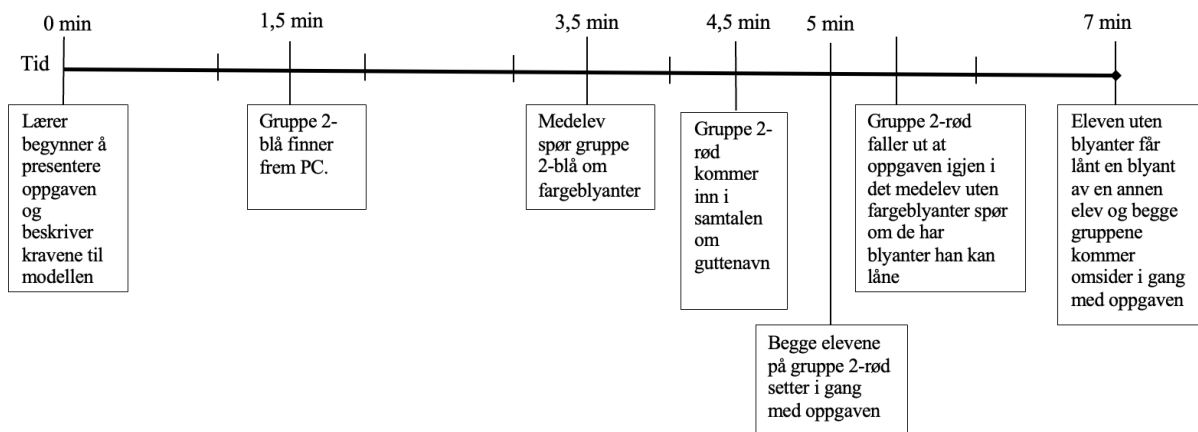 0 min
1,5 min
3,5 min
4,5 min
5 min
7 min
Tid
Lærer
begynner å
presentere
oppgaven
og
beskriver
kravene til
modellen
Gruppe 2-
blå finner
frem PC.
Medelev
spør gruppe
2-blå om
fargeblyanter
Gruppe 2-
rød
kommer
inn i
samtalen
om
guttenavn
Begge elevene
på gruppe 2-rød
setter i gang
med oppgaven
Gruppe 2-rød
faller ut at
oppgaven igjen i
det medelev uten
fargeblyanter spør
om de har
blyanter han kan
låne
Eleven uten
blyanter får
lånt en blyant
av en annen
elev og begge
gruppene
kommer
omsider i gang
med oppgaven